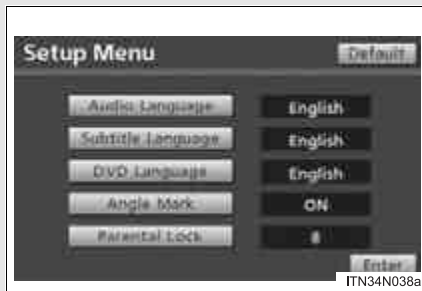 Setup Menu Default
Audio Language English
Subtitle Language English
DVD Language English
Angle Mark ON
Parental Lock 8
Enter
ITN34N038a